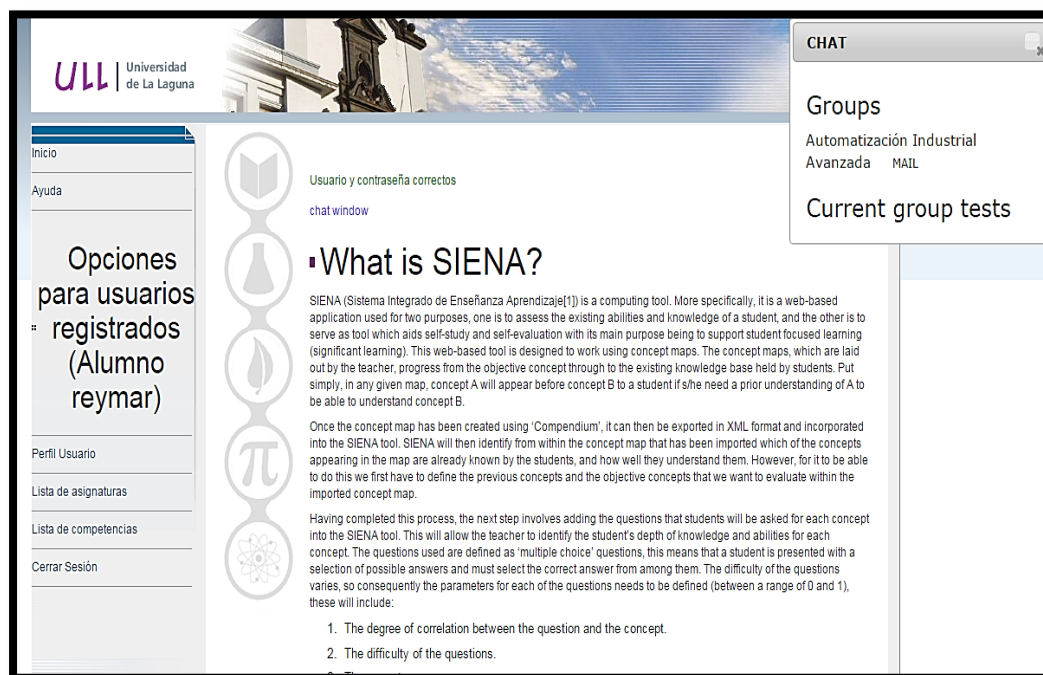 ULL
Universidad
de La Laguna
Inicio
Ayuda
Opciones
para usuarios
registrados
(Alumno
reymar)
Perfil Usuario
Lista de asignaturas
Lista de competencias
Cerrar Sesión
Usuario y contraseña correctos
chat window
What is SIENA?
SIENA (Sistema Integrado de Enseñanza Aprendizaje[1]) is a computing tool. More specifically, it is a web-based
application used for two purposes, one is to assess the existing abilities and knowledge of a student, and the other is to
serve as tool which aids self-study and self-evaluation with its main purpose being to support student focused learning
(significant learning). This web-based tool is designed to work using concept maps. The concept maps, which are laid
out by the teacher, progress from the objective concept through to the existing knowledge base held by students. Put
simply, in any given map, concept A will appear before concept B to a student if s/he need a prior understanding of A to
be able to understand concept B.
Once the concept map has been created using ‘Compendium’, it can then be exported in XML format and incorporated
into the SIENA tool. SIENA will then identify from within the concept map that has been imported which of the concepts
appearing in the map are already known by the students, and how well they understand them. However, for it to be able
to do this we first have to define the previous concepts and the objective concepts that we want to evaluate within the
imported concept map.
Having completed this process, the next step involves adding the questions that students will be asked for each concept
into the SIENA tool. This will allow the teacher to identify the student's depth of knowledge and abilities for each
concept. The questions used are defined as ‘multiple choice’ questions, this means that a student is presented with a
selection of possible answers and must select the correct answer from among them. The difficulty of the questions
varies, so consequently the parameters for each of the questions needs to be defined (between a range of 0 and 1),
these will include:
1. The degree of correlation between the question and the concept.
2. The difficulty of the questions.
CHAT
Groups
Automatización Industrial
Avanzada MAIL
Current group tests
π